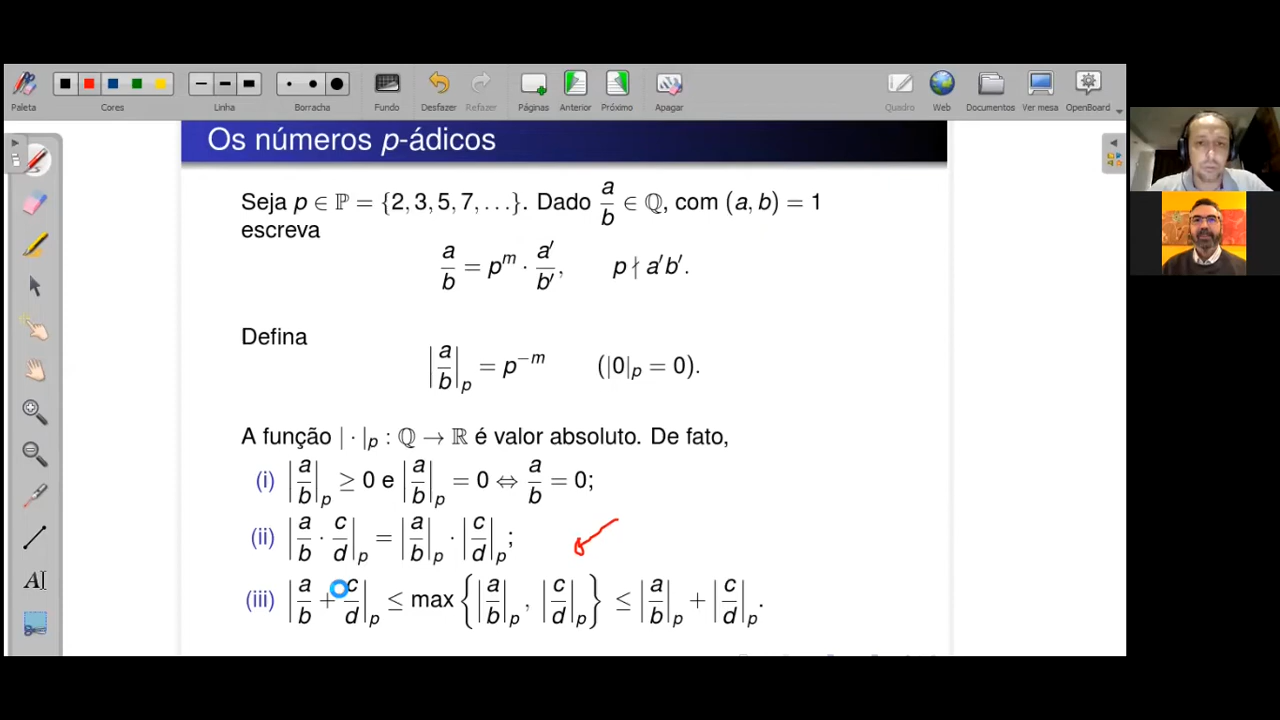 Paleta
Cores
Linha
Borracha
Fundo
Desfazer
Refazer
Páginas
Anterior
Próximo
Apagar
Quadro
Web
Documentos
Ver mesa
OpenBoard
Os números p-ádicos
Seja p ∈ ℙ = {2, 3, 5, 7, ...}. Dado a/b ∈ ℚ, com (a, b) = 1
escreva
a/b = p^m · a′/b′, p ∤ a′b′.
Defina
|a/b|_p = p^{−m} (|0|_p = 0).
A função | · |_p : ℚ → ℝ é valor absoluto. De fato,
(i) |a/b|_p ≥ 0 e |a/b|_p = 0 ⇔ a/b = 0;
(ii) |a/b · c/d|_p = |a/b|_p · |c/d|_p;
(iii) |a/b + c/d|_p ≤ max {|a/b|_p, |c/d|_p} ≤ |a/b|_p + |c/d|_p.
A